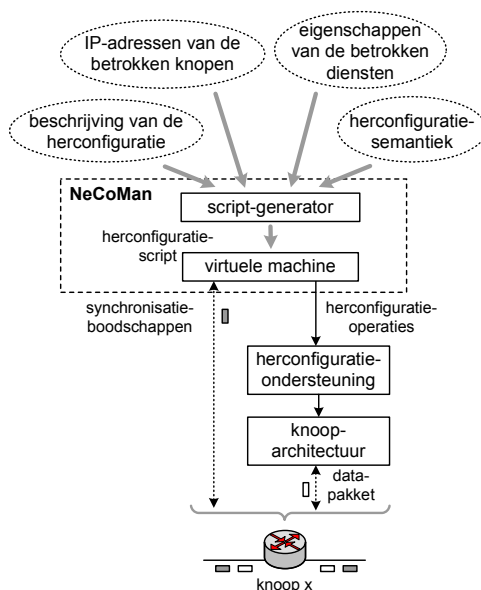 IP-adressen van de
betrokken knopen
eigenschappen
van de betrokken
diensten
beschrijving van de
herconfiguratie
herconfiguratie-
semantiek
NeCoMan
script-generator
herconfiguratie-
script
virtuele machine
synchronisatie-
boodschappen
herconfiguratie-
operaties
herconfiguratie-
ondersteuning
knoop-
architectuur
data-
pakket
knoop x